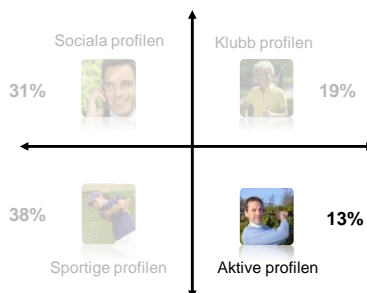 Sociala profilen
Klubb profilen
31%
19%
38%
13%
Sportige profilen
Aktive profilen